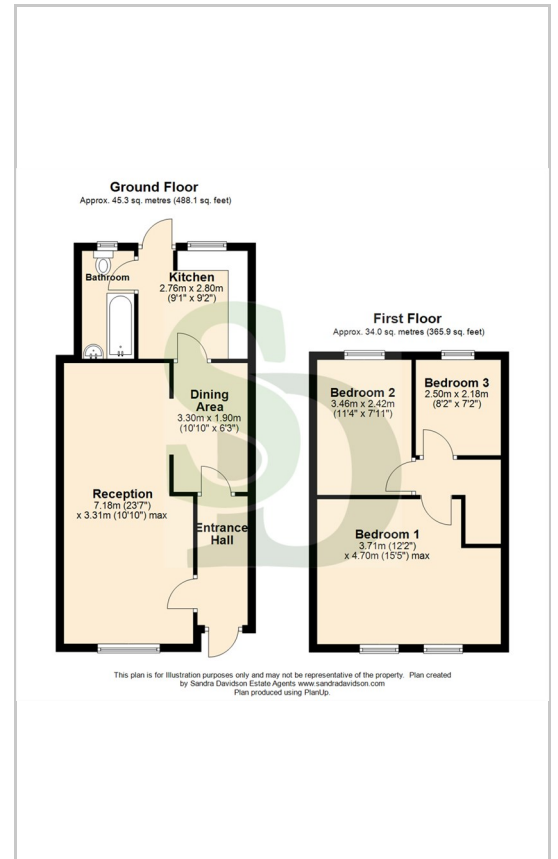 Ground Floor
Approx. 45.3 sq. metres (488.1 sq. feet)
Bathroom
Kitchen
2.76m x 2.80m
(9'1" x 9'2")
Dining
Area
3.30m x 1.90m
(10'10" x 6'3")
Reception
7.18m (23'7")
x 3.31m (10'10") max
Entrance
Hall
First Floor
Approx. 34.0 sq. metres (365.9 sq. feet)
Bedroom 2
3.46m x 2.42m
(11'4" x 7'11")
Bedroom 3
2.50m x 2.18m
(8'2" x 7'2")
Bedroom 1
3.71m (12'2")
x 4.70m (15'5") max
SD
This plan is for Illustration purposes only and may not be representative of the property. Plan created
by Sandra Davidson Estate Agents www.sandradavidson.com
Plan produced using PlanUp.